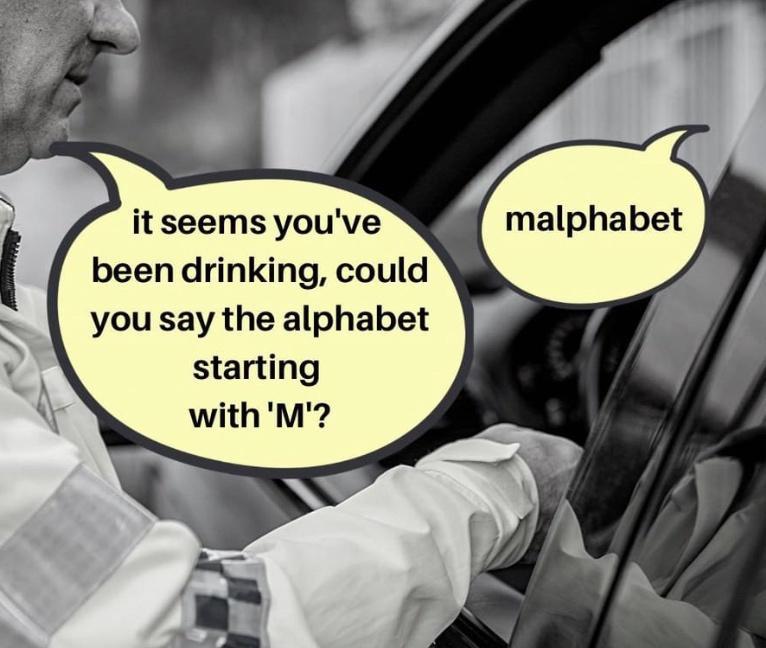 it seems you've
been drinking, could
you say the alphabet
starting
with 'M'?
malphabet